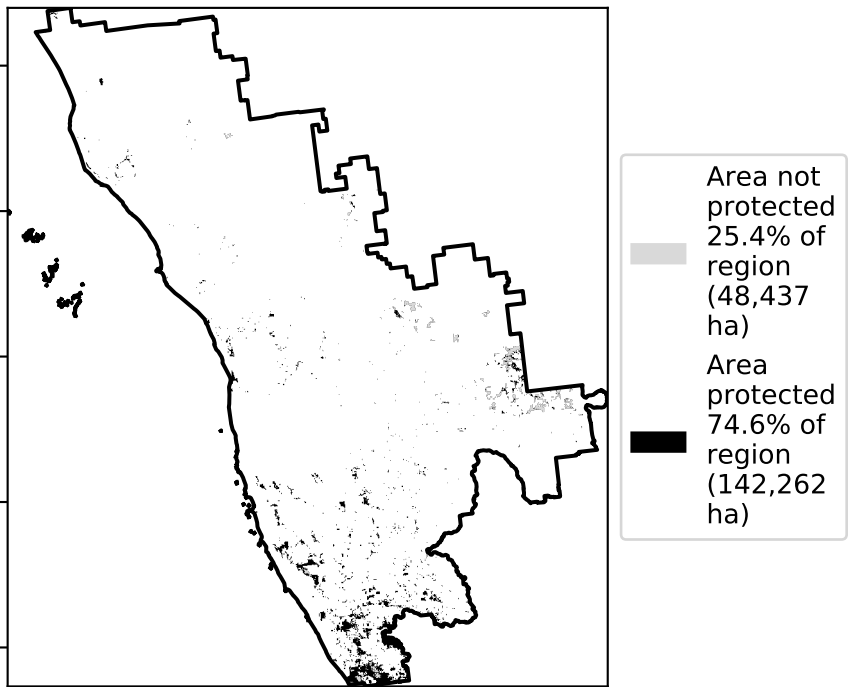 Area not
protected
25.4% of
region
(48,437
ha)
Area
protected
74.6% of
region
(142,262
ha)